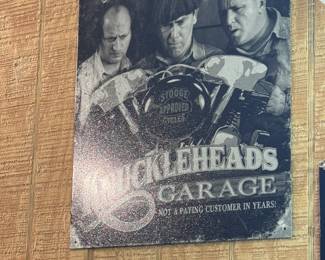 STOOGE
APPROVED
CYCLES
KNUCKLEHEADS
GARAGE
NOT A PAYING CUSTOMER IN YEARS!